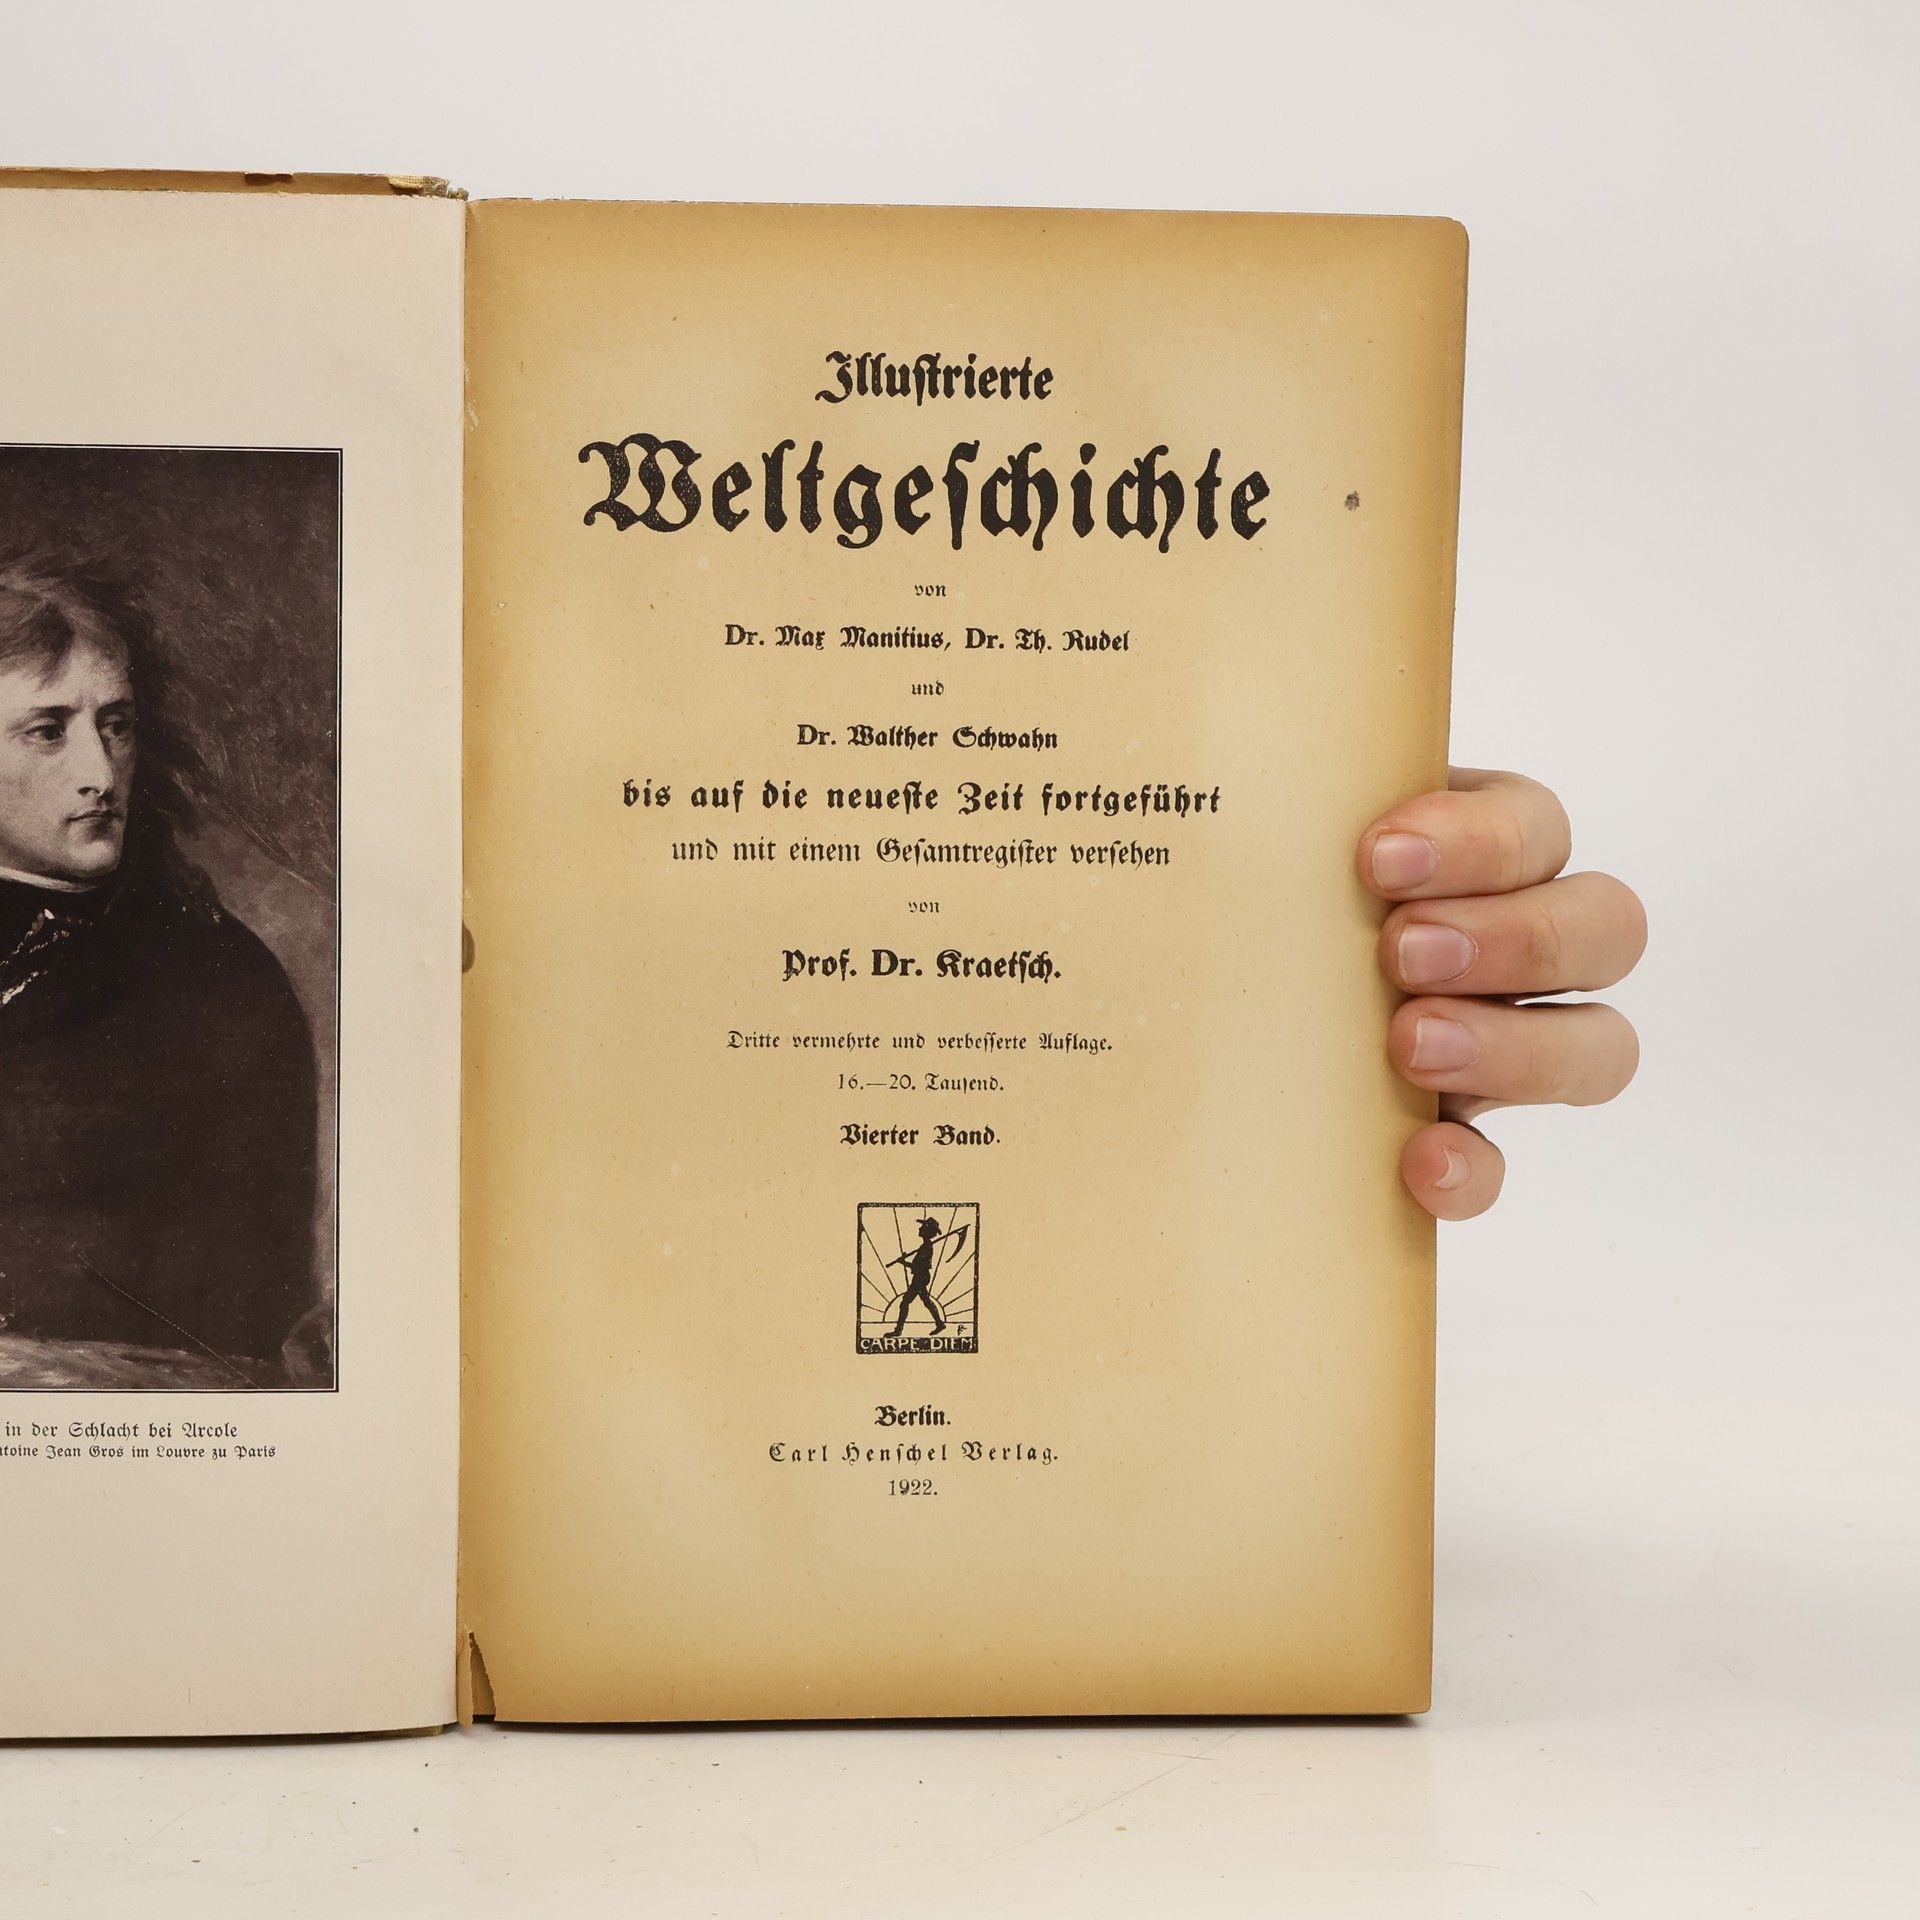 in der Schlacht bei Arcole
Jean Gros im Louvre zu Paris
Illuſtrierte
Weltgeſchichte
von
Dr. Max Manitius, Dr. Th. Rudel
und
Dr. Walther Schwahn
bis auf die neueſte Zeit fortgeführt
und mit einem Geſamtregiſter verſehen
von
Prof. Dr. Kraetſch.
Dritte vermehrte und verbeſſerte Auflage.
16.—20. Tauſend.
Vierter Band.
CARPE DIEM
Berlin.
Carl Henſchel Verlag.
1922.